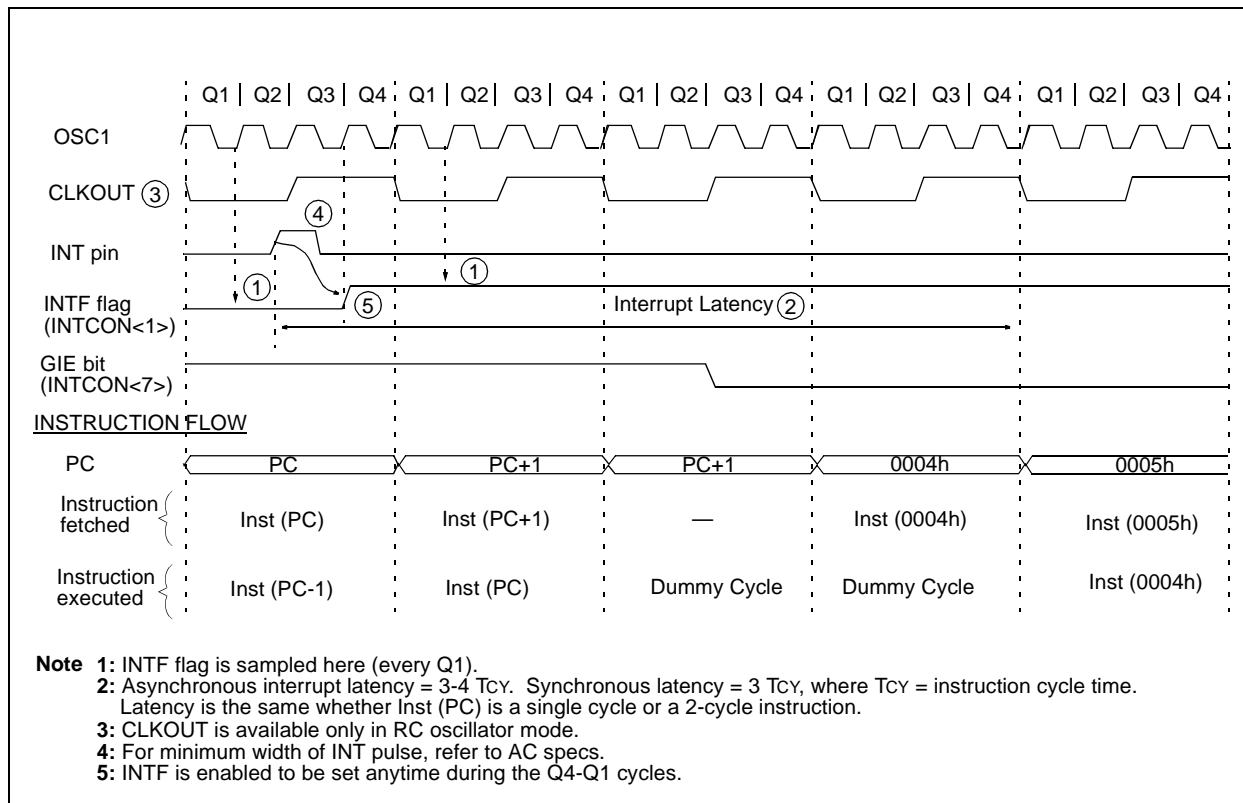 Q1 | Q2 | Q3 | Q4 Q1 | Q2 | Q3 | Q4 Q1 | Q2 | Q3 | Q4 Q1 | Q2 | Q3 | Q4 Q1 | Q2 | Q3 | Q4
OSC1
CLKOUT 3
4
INT pin
1 1
INTF flag
(INTCON<1>)
5
Interrupt Latency 2
GIE bit
(INTCON<7>)
INSTRUCTION FLOW
PC PC PC+1 PC+1 0004h 0005h
Instruction
fetched
Inst (PC) Inst (PC+1) — Inst (0004h) Inst (0005h)
Instruction
executed
Inst (PC-1) Inst (PC) Dummy Cycle Dummy Cycle Inst (0004h)
Note 1: INTF flag is sampled here (every Q1).
2: Asynchronous interrupt latency = 3-4 TCY. Synchronous latency = 3 TCY, where TCY = instruction cycle time.
Latency is the same whether Inst (PC) is a single cycle or a 2-cycle instruction.
3: CLKOUT is available only in RC oscillator mode.
4: For minimum width of INT pulse, refer to AC specs.
5: INTF is enabled to be set anytime during the Q4-Q1 cycles.